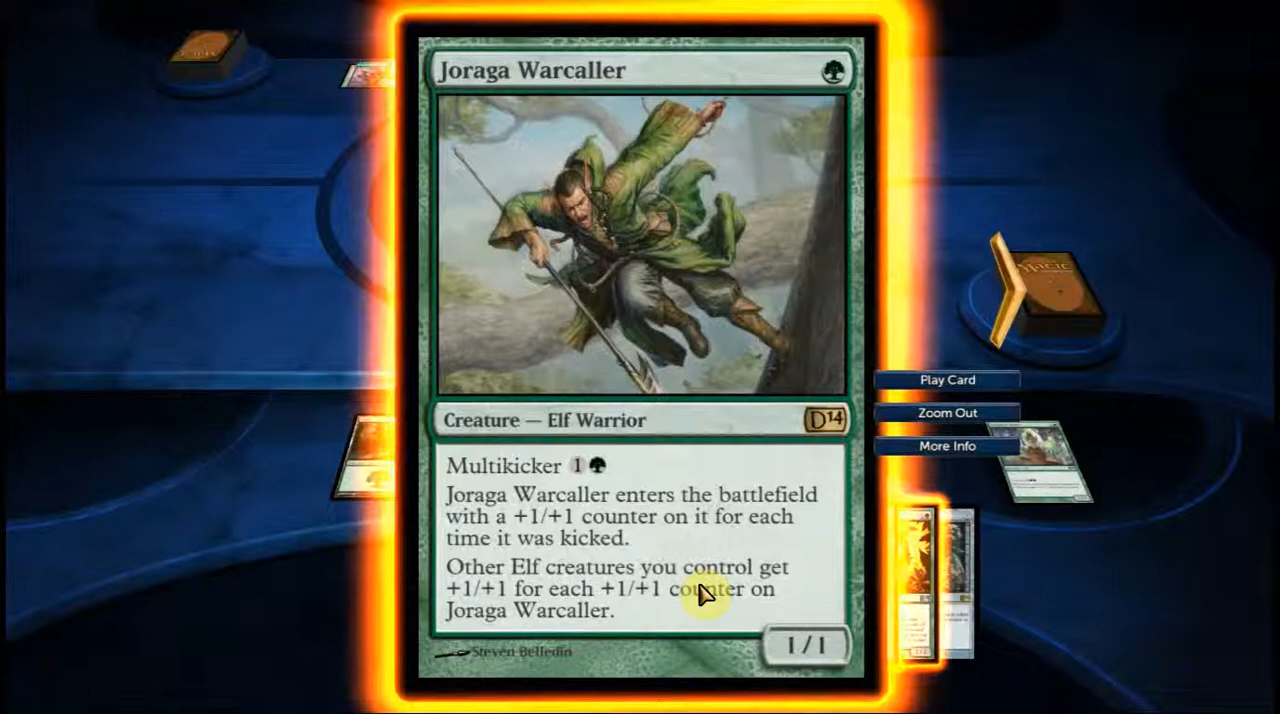 Joraga Warcaller
Creature — Elf Warrior
D14
Multikicker 1
Joraga Warcaller enters the battlefield
with a +1/+1 counter on it for each
time it was kicked.
Other Elf creatures you control get
+1/+1 for each +1/+1 counter on
Joraga Warcaller.
1/1
Steven Belledin
Play Card
Zoom Out
More Info